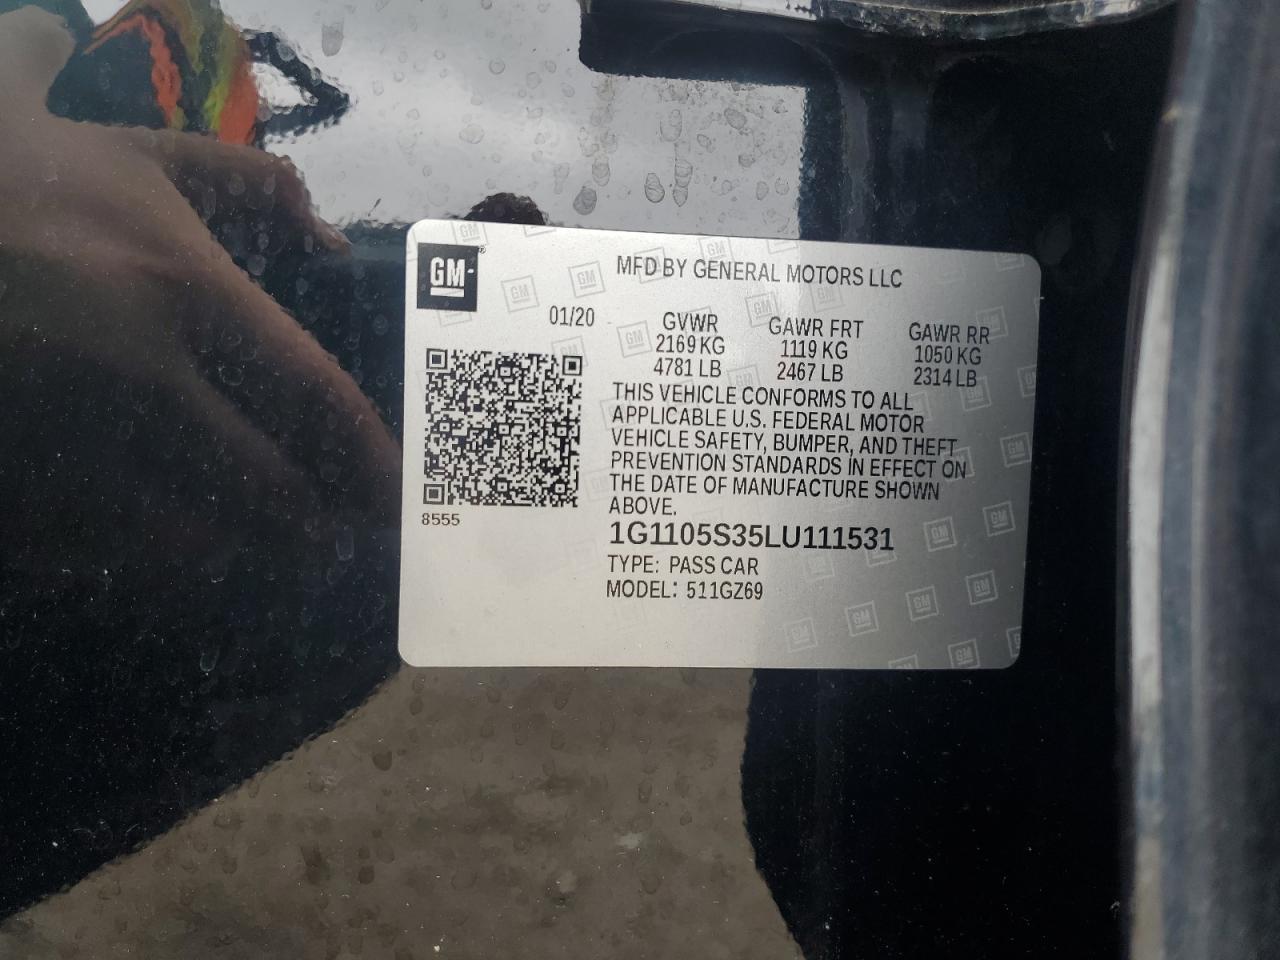 GM
MFD BY GENERAL MOTORS LLC
01/20
GVWR GAWR FRT GAWR RR
2169 KG 1119 KG 1050 KG
4781 LB 2467 LB 2314 LB
THIS VEHICLE CONFORMS TO ALL
APPLICABLE U.S. FEDERAL MOTOR
VEHICLE SAFETY, BUMPER, AND THEFT
PREVENTION STANDARDS IN EFFECT ON
THE DATE OF MANUFACTURE SHOWN
ABOVE.
8555
1G1105S35LU111531
TYPE: PASS CAR
MODEL: 511GZ69